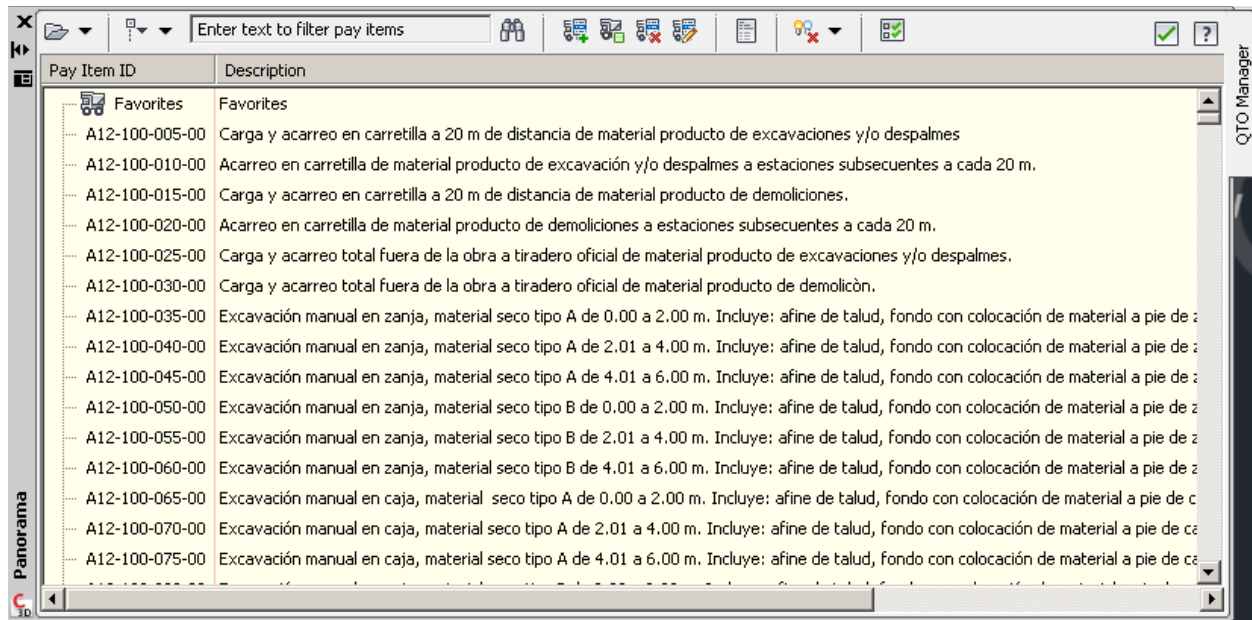 Enter text to filter pay items
Pay Item ID Description
Favorites Favorites
A12-100-005-00 Carga y acarreo en carretilla a 20 m de distancia de material producto de excavaciones y/o despalmes
A12-100-010-00 Acarreo en carretilla de material producto de excavación y/o despalmes a estaciones subsecuentes a cada 20 m.
A12-100-015-00 Carga y acarreo en carretilla a 20 m de distancia de material producto de demoliciones.
A12-100-020-00 Acarreo en carretilla de material producto de demoliciones a estaciones subsecuentes a cada 20 m.
A12-100-025-00 Carga y acarreo total fuera de la obra a tiradero oficial de material producto de excavaciones y/o despalmes.
A12-100-030-00 Carga y acarreo total fuera de la obra a tiradero oficial de material producto de demolicòn.
A12-100-035-00 Excavación manual en zanja, material seco tipo A de 0.00 a 2.00 m. Incluye: afine de talud, fondo con colocación de material a pie de
A12-100-040-00 Excavación manual en zanja, material seco tipo A de 2.01 a 4.00 m. Incluye: afine de talud, fondo con colocación de material a pie de
A12-100-045-00 Excavación manual en zanja, material seco tipo A de 4.01 a 6.00 m. Incluye: afine de talud, fondo con colocación de material a pie de
A12-100-050-00 Excavación manual en zanja, material seco tipo B de 0.00 a 2.00 m. Incluye: afine de talud, fondo con colocación de material a pie de
A12-100-055-00 Excavación manual en zanja, material seco tipo B de 2.01 a 4.00 m. Incluye: afine de talud, fondo con colocación de material a pie de
A12-100-060-00 Excavación manual en zanja, material seco tipo B de 4.01 a 6.00 m. Incluye: afine de talud, fondo con colocación de material a pie de
A12-100-065-00 Excavación manual en caja, material seco tipo A de 0.00 a 2.00 m. Incluye: afine de talud, fondo con colocación de material a pie de c
A12-100-070-00 Excavación manual en caja, material seco tipo A de 2.01 a 4.00 m. Incluye: afine de talud, fondo con colocación de material a pie de ca
A12-100-075-00 Excavación manual en caja, material seco tipo A de 4.01 a 6.00 m. Incluye: afine de talud, fondo con colocación de material a pie de ca
Panorama
C 3D
QTO Manager